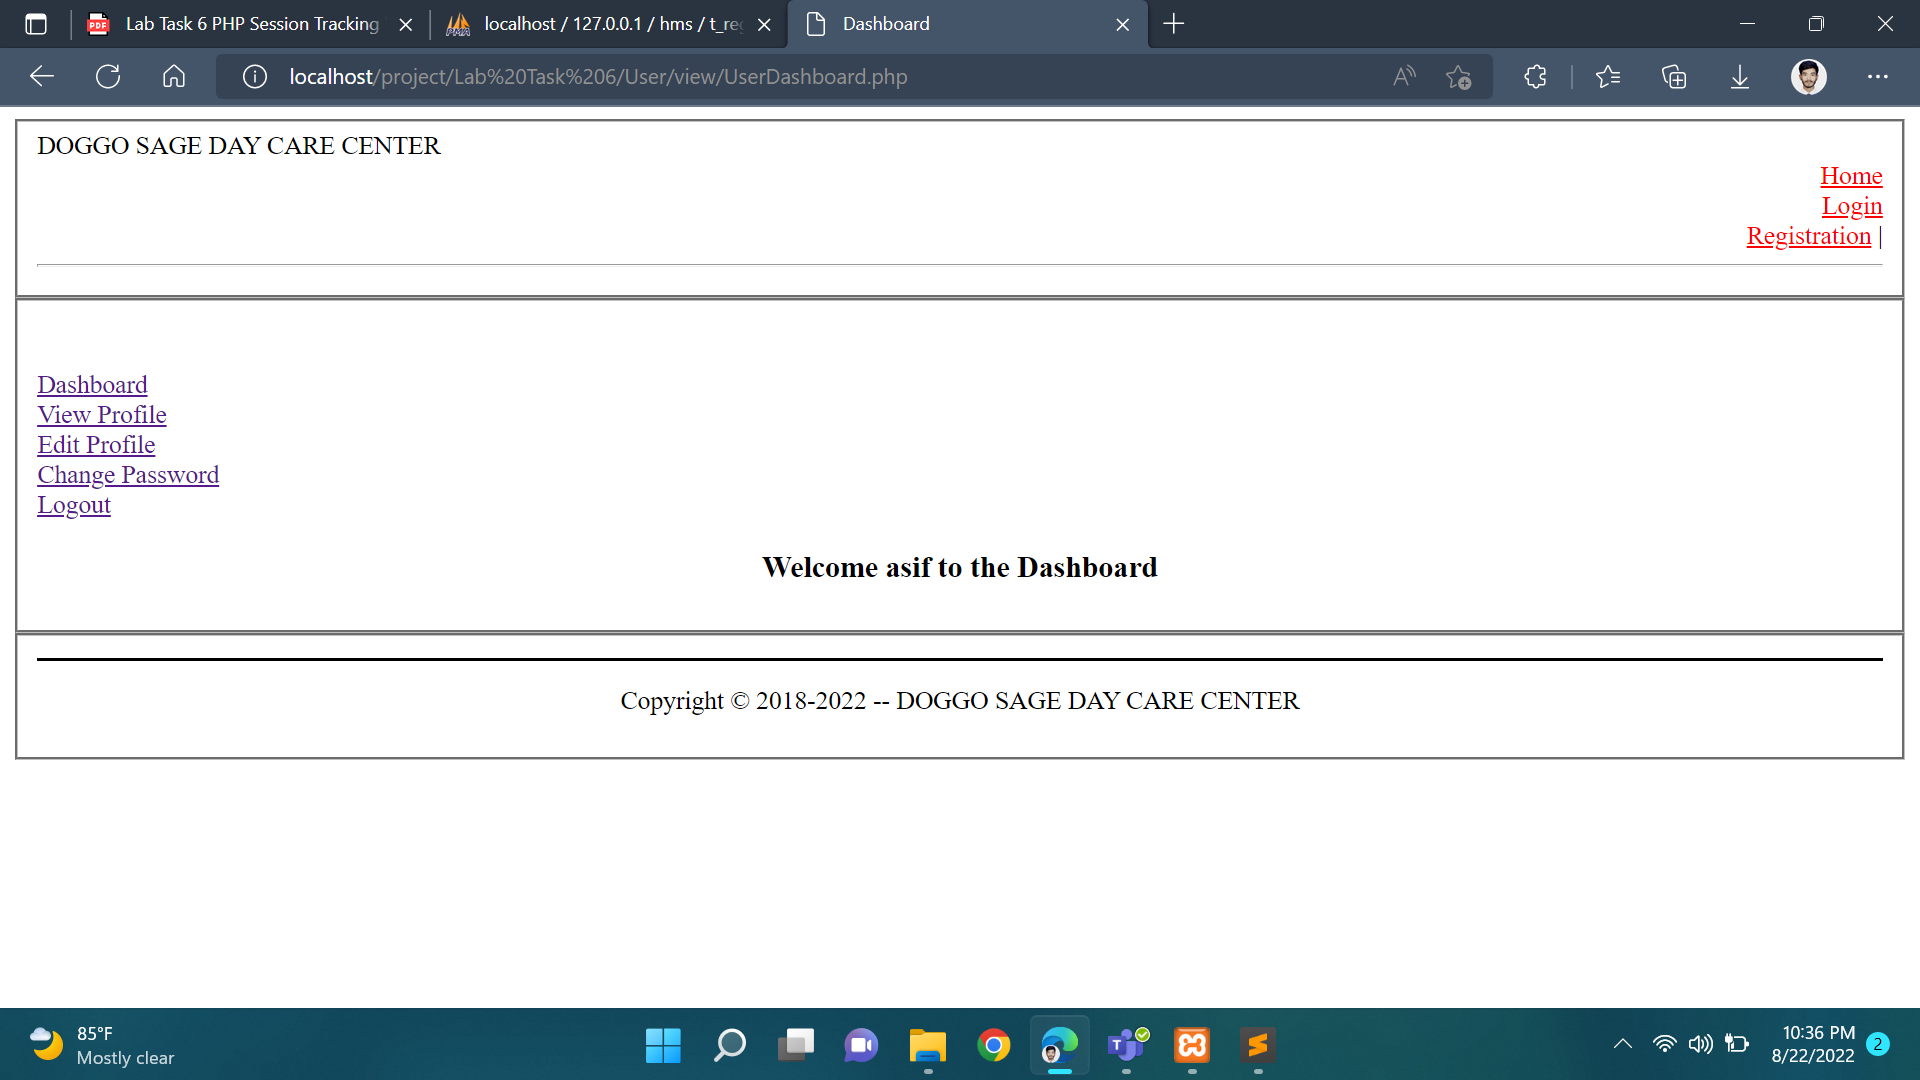 Lab Task 6 PHP Session Tracking
localhost / 127.0.0.1 / hms / t_reg
Dashboard
localhost/project/Lab%20Task%206/User/view/UserDashboard.php
DOGGO SAGE DAY CARE CENTER
Home
Login
Registration |
Dashboard
View Profile
Edit Profile
Change Password
Logout
Welcome asif to the Dashboard
Copyright © 2018-2022 -- DOGGO SAGE DAY CARE CENTER
85°F
Mostly clear
10:36 PM
8/22/2022
2